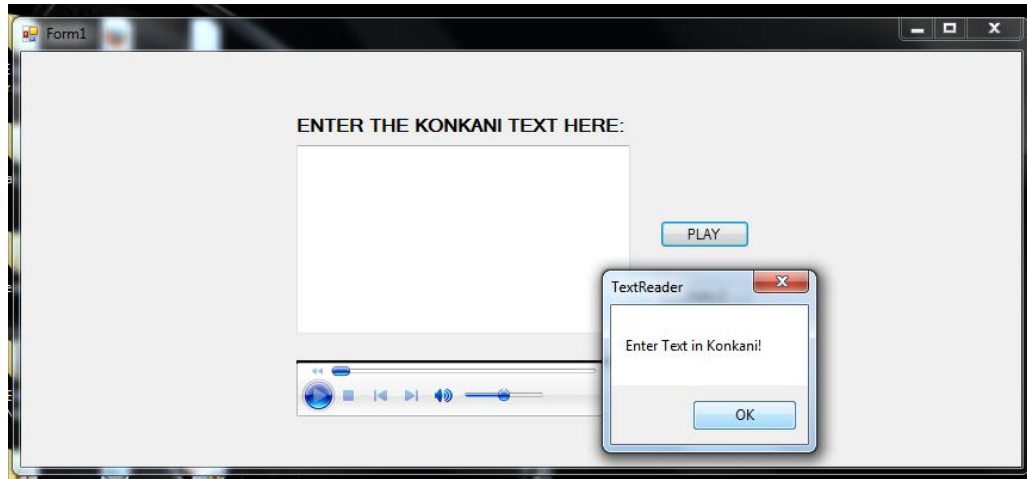 Form1
ENTER THE KONKANI TEXT HERE:
PLAY
TextReader
Enter Text in Konkani!
OK